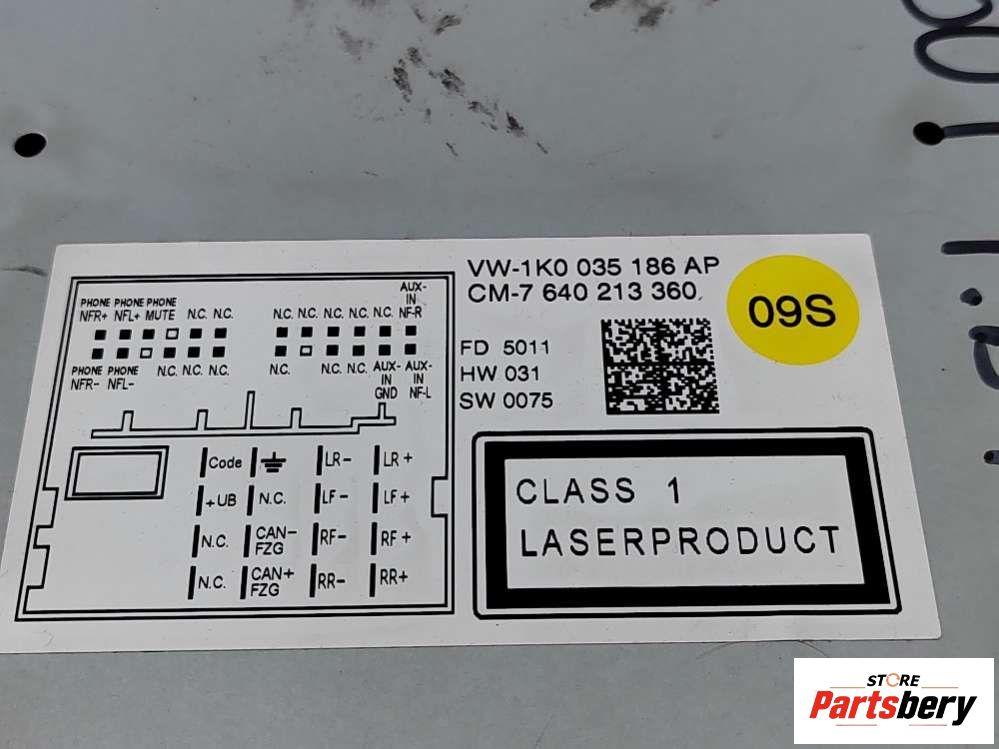 VW-1K0 035 186 AP
CM-7 640 213 360
09S
FD 5011
HW 031
SW 0075
CLASS 1
LASERPRODUCT
PHONE PHONE PHONE
NFR+ NFL+ MUTE N.C. N.C.
PHONE PHONE
NFR- NFL- N.C. N.C. N.C.
AUX-
IN
N.C. N.C. N.C. N.C. N.C. NF-R
N.C. N.C. N.C. AUX- AUX-
IN IN
GND NF-L
Code LR- LR+
+UB N.C. LF- LF+
N.C. CAN- FZG RF- RF+
N.C. CAN+ FZG RR- RR+
STORE
Partsbery